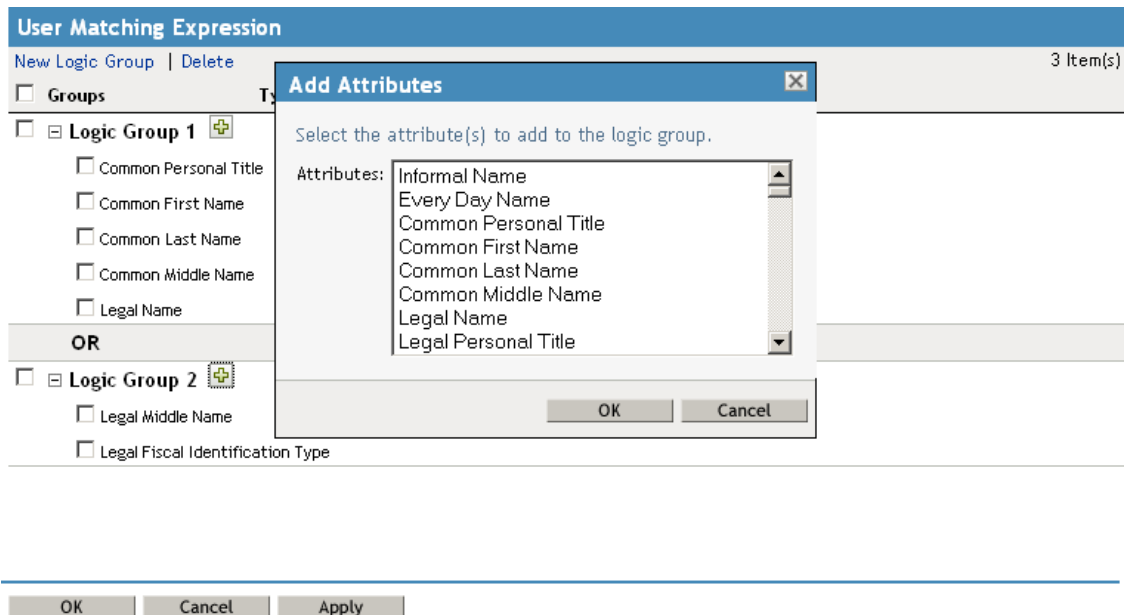 User Matching Expression
New Logic Group | Delete
3 Item(s)
Groups
Logic Group 1
Common Personal Title
Common First Name
Common Last Name
Common Middle Name
Legal Name
OR
Logic Group 2
Legal Middle Name
Legal Fiscal Identification Type
Add Attributes
Select the attribute(s) to add to the logic group.
Attributes:
Informal Name
Every Day Name
Common Personal Title
Common First Name
Common Last Name
Common Middle Name
Legal Name
Legal Personal Title
OK Cancel
OK Cancel Apply